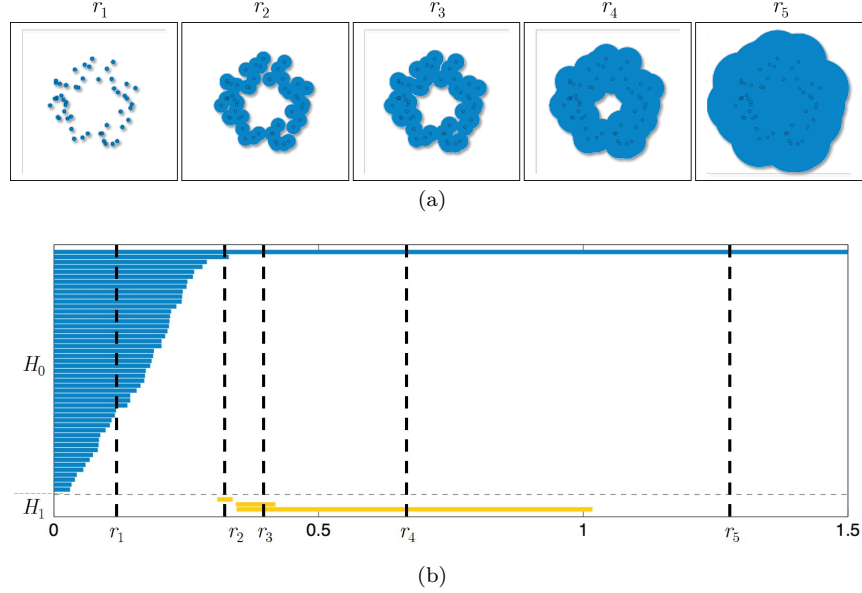 r₁ r₂ r₃ r₄ r₅
(a)
H₀
H₁
0 r₁ r₂ r₃ 0.5 r₄ 1 r₅ 1.5
(b)